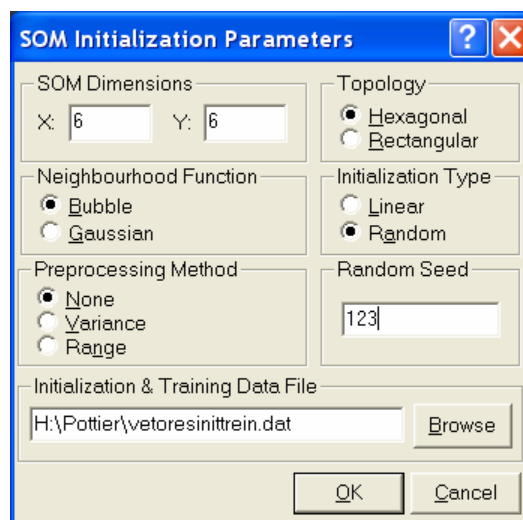 SOM Initialization Parameters
SOM Dimensions
X: 6 Y: 6
Topology
Hexagonal
Rectangular
Neighbourhood Function
Bubble
Gaussian
Initialization Type
Linear
Random
Preprocessing Method
None
Variance
Range
Random Seed
123
Initialization & Training Data File
H:\Pottier\vetoresinittrein.dat
Browse
OK Cancel